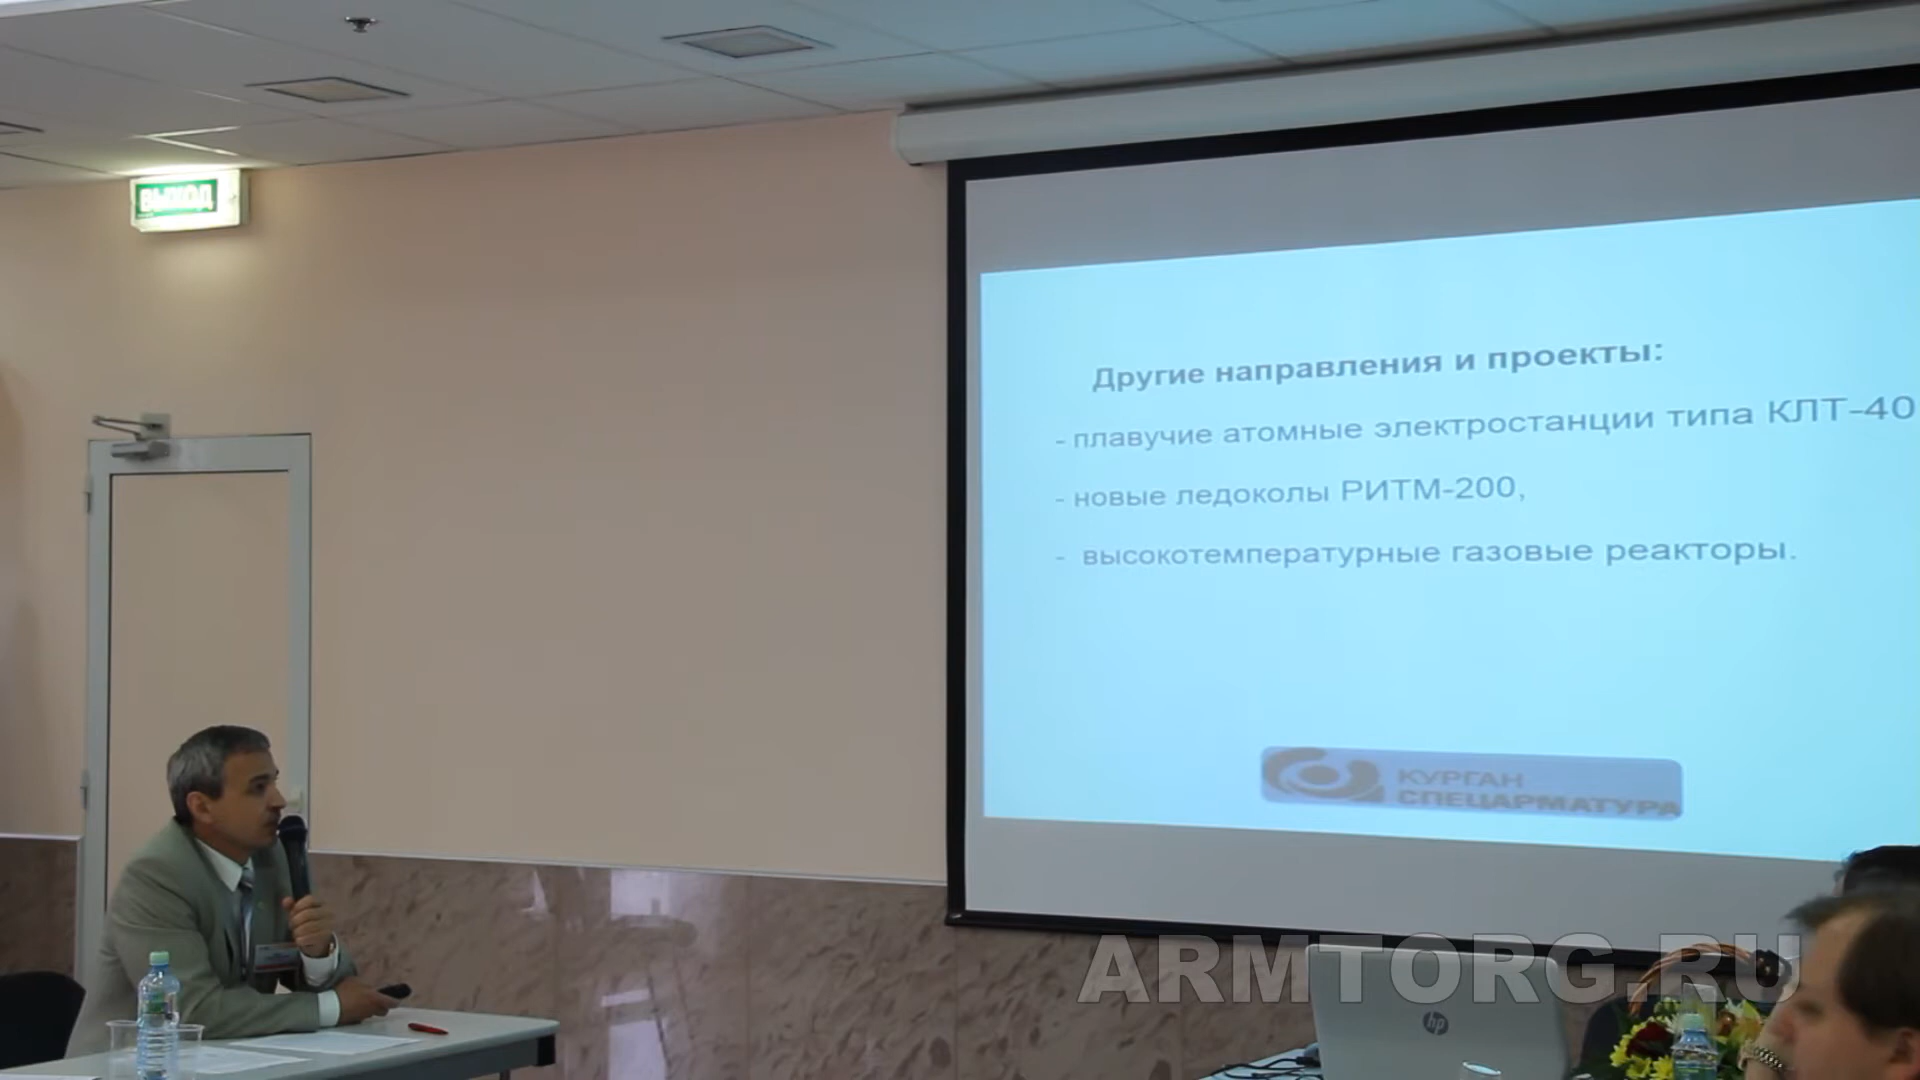 ВЫХОД
Другие направления и проекты:
- плавучие атомные электростанции типа КЛТ-40
- новые ледоколы РИТМ-200,
- высокотемпературные газовые реакторы.
КУРГАН
СПЕЦАРМАТУРА
ARMTORG.RU
hp